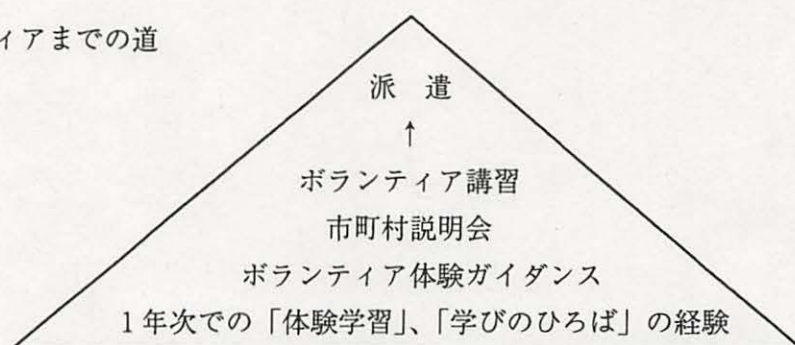 ィアまでの道
派 遣
↑
ボランティア講習
市町村説明会
ボランティア体験ガイダンス
1年次での「体験学習」、「学びのひろば」の経験